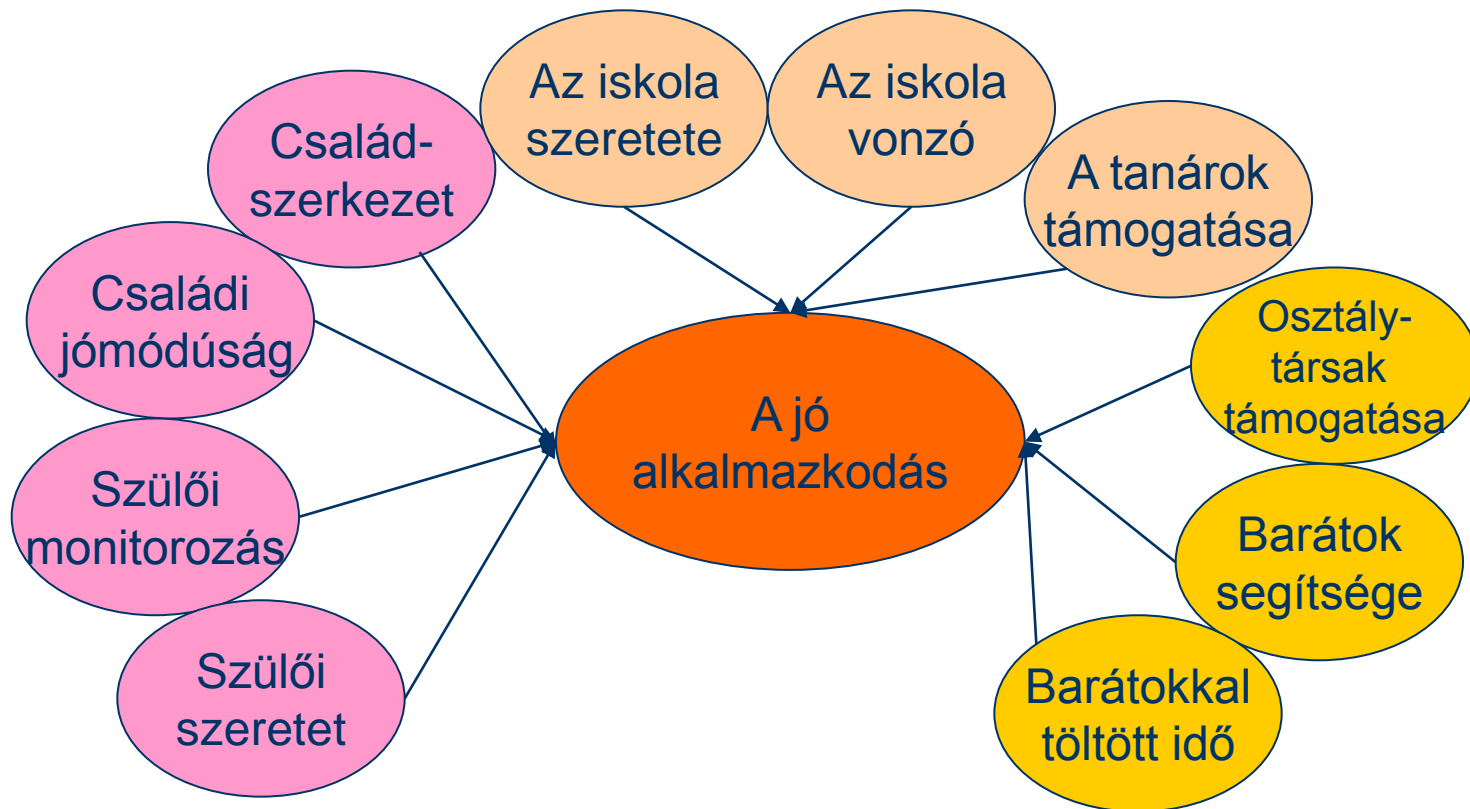 Az iskola
szeretete
Az iskola
vonzó
Család-
szerkezet
A tanárok
támogatása
Családi
jómódúság
Osztály-
társak
támogatása
A jó
alkalmazkodás
Szülői
monitorozás
Barátok
segítsége
Szülői
szeretet
Barátokkal
töltött idő